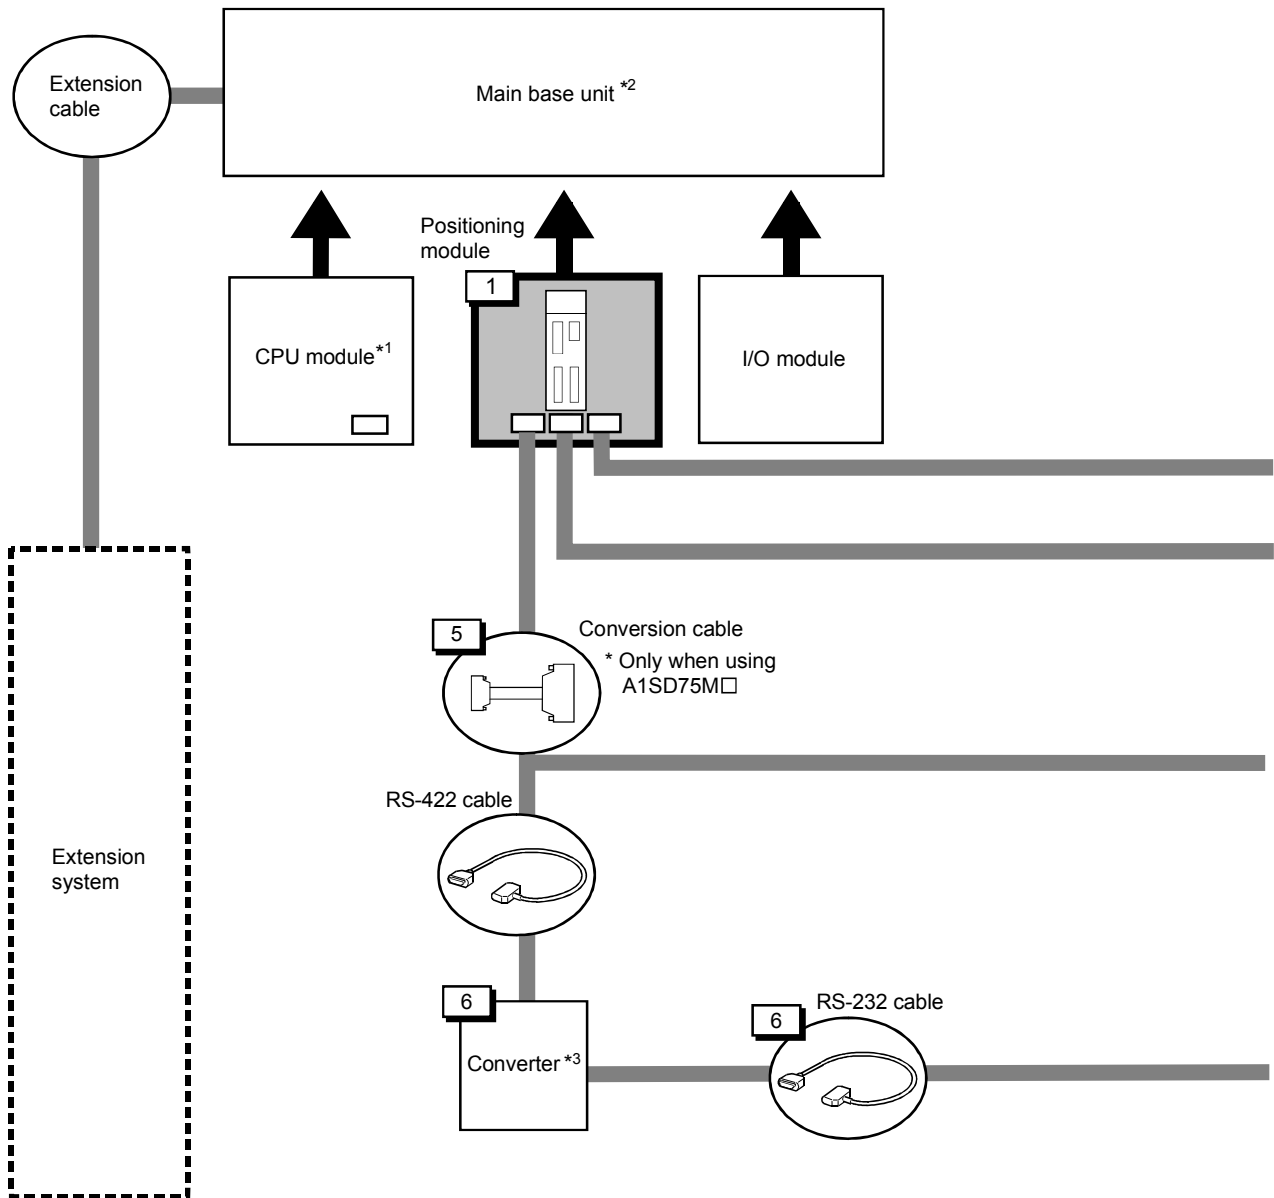 Extension
cable
Main base unit *2
Positioning
module
1
CPU module*1
I/O module
5
Conversion cable
* Only when using
A1SD75M□
RS-422 cable
Extension
system
6
Converter *3
6
RS-232 cable